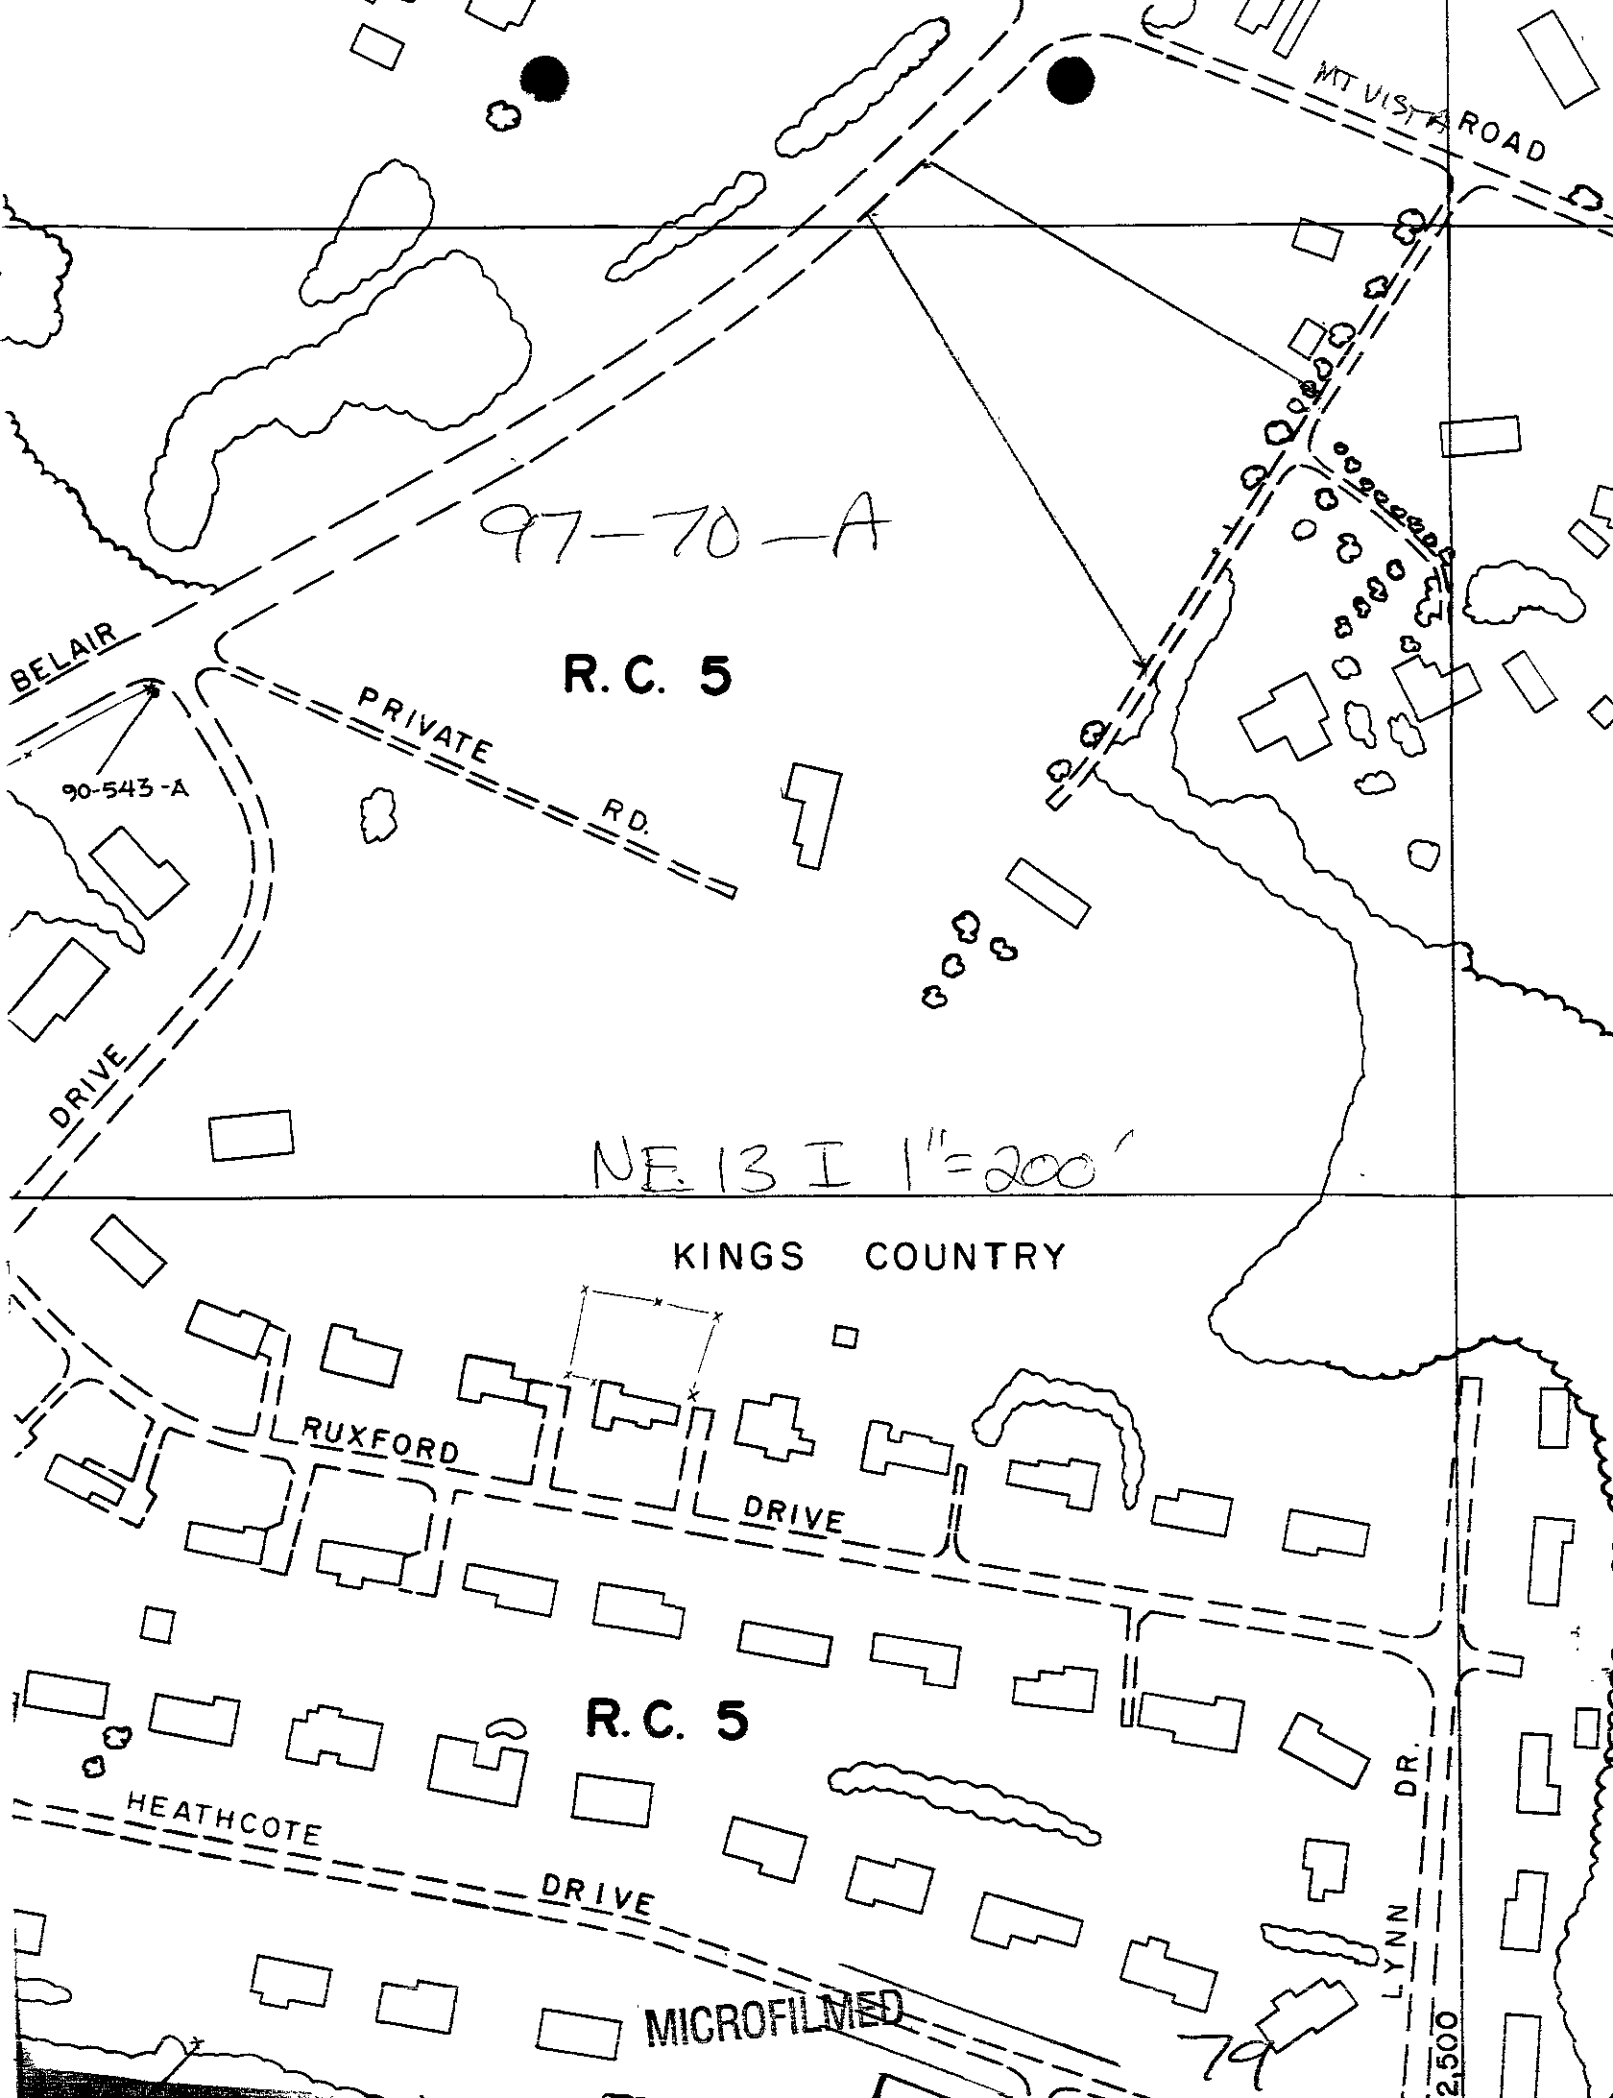 MT VISTA ROAD
97-70-A
BELAIR
R.C. 5
PRIVATE RD.
90-543-A
DRIVE
NE 13 I 1"=200'
KINGS COUNTRY
RUXFORD DRIVE
R.C. 5
HEATHCOTE DRIVE
LYNN DR.
MICROFILMED
79
2,500